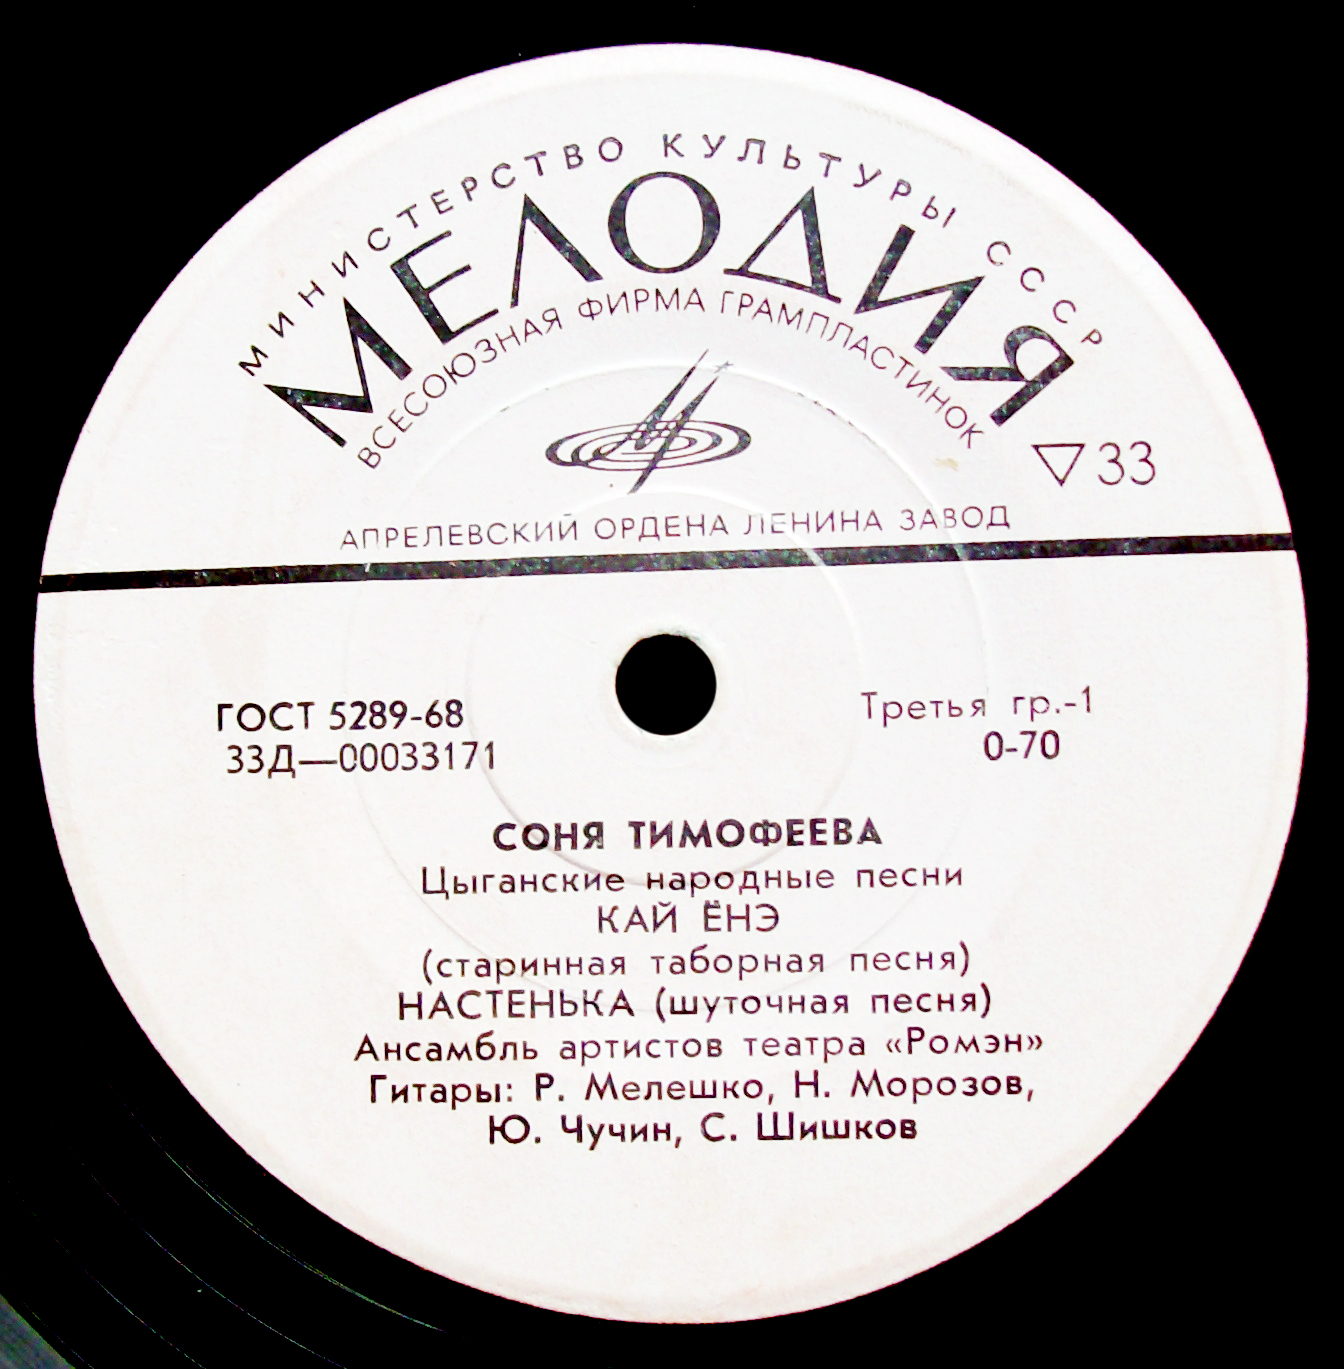 МИНИСТЕРСТВО КУЛЬТУРЫ СССР
МЕЛОДИЯ
ВСЕСОЮЗНАЯ ФИРМА ГРАМПЛАСТИНОК
▽33
АПРЕЛЕВСКИЙ ОРДЕНА ЛЕНИНА ЗАВОД
ГОСТ 5289-68
33Д—00033171
Третья гр.-1
0-70
СОНЯ ТИМОФЕЕВА
Цыганские народные песни
КАЙ ЁНЭ
(старинная таборная песня)
НАСТЕНЬКА (шуточная песня)
Ансамбль артистов театра «Ромэн»
Гитары: Р. Мелешко, Н. Морозов,
Ю. Чучин, С. Шишков